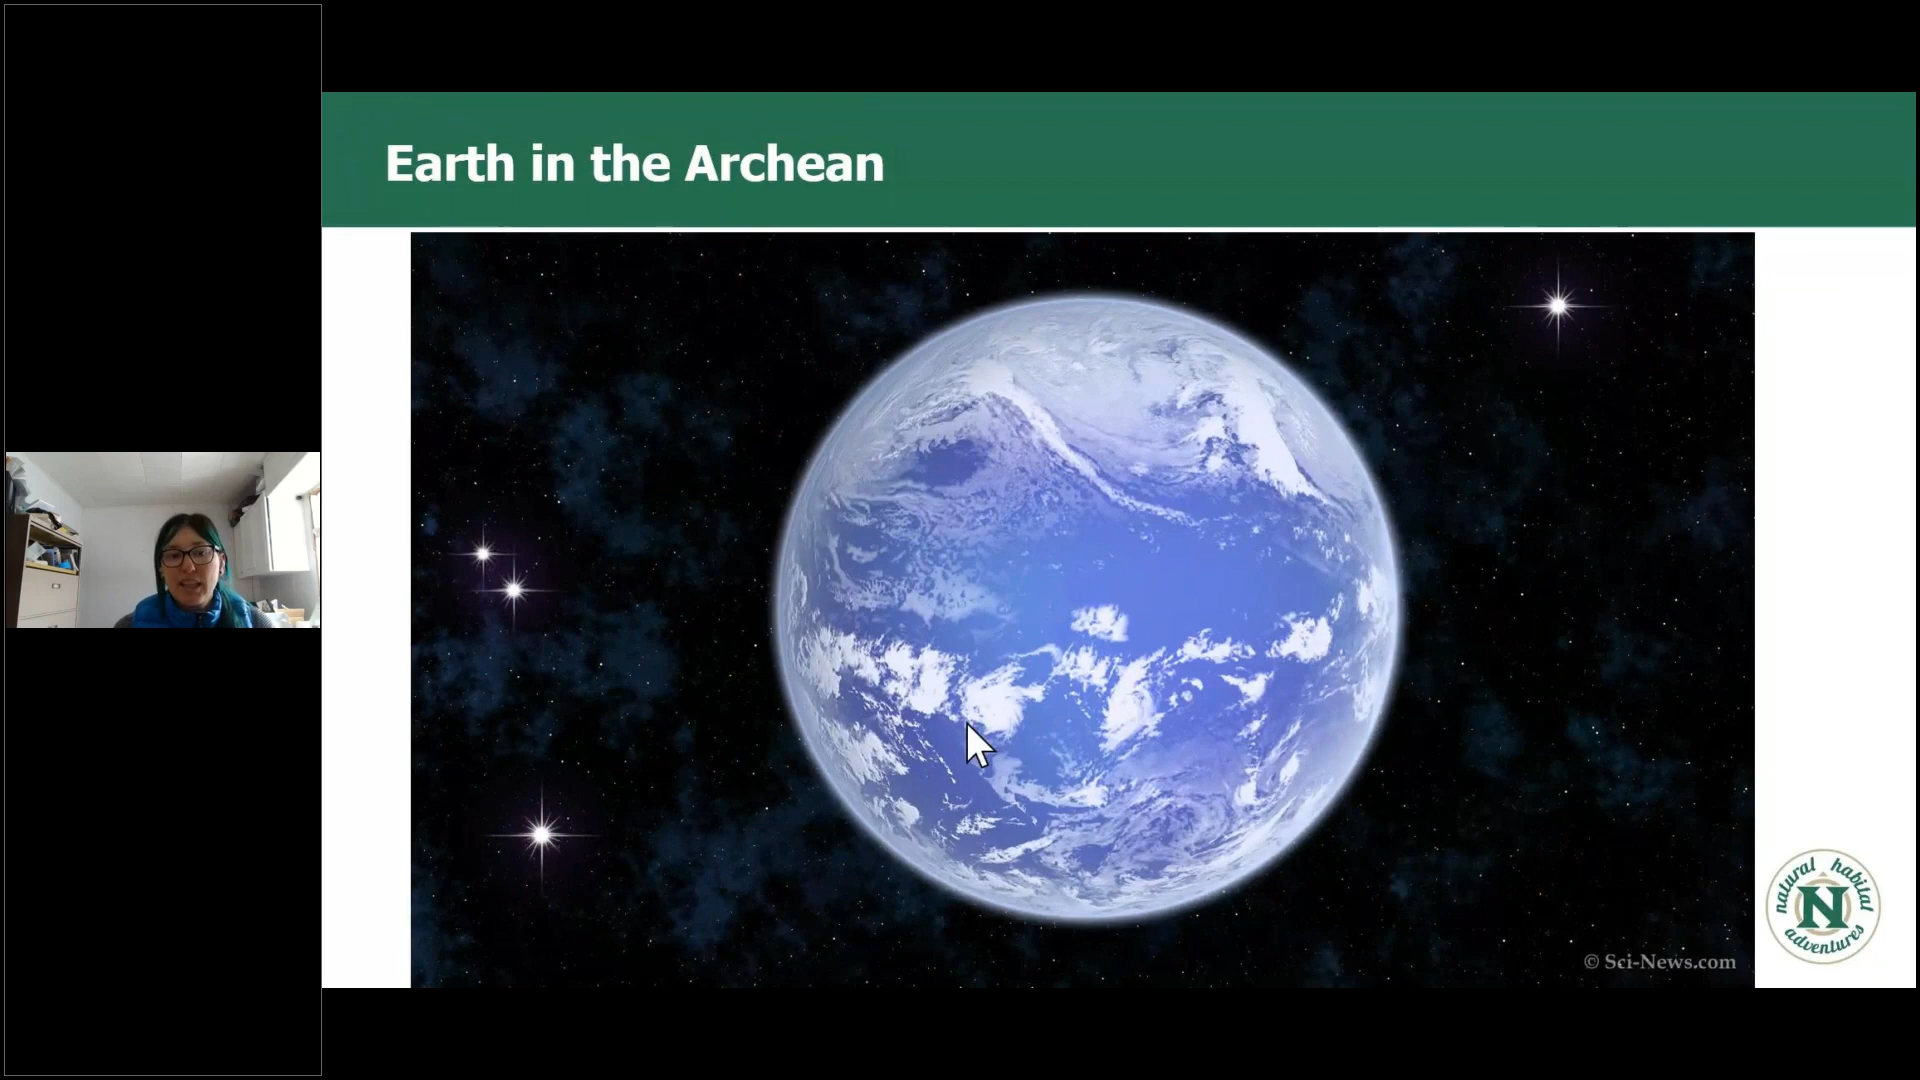 Earth in the Archean
© Sci-News.com
natural habitat
N
adventures